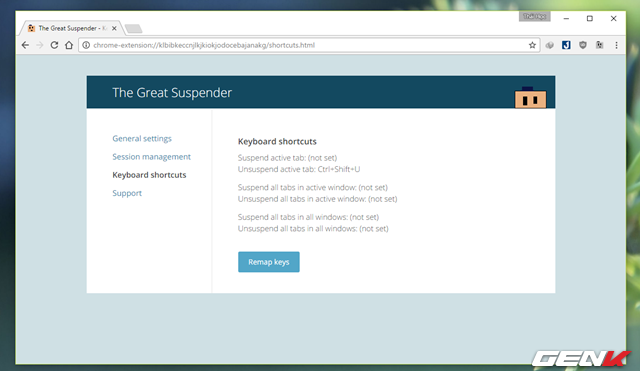 The Great Suspender - K
chrome-extension://klbibkeccnjlkjkiokjodocebajanakg/shortcuts.html
The Great Suspender
General settings
Session management
Keyboard shortcuts
Support
Keyboard shortcuts
Suspend active tab: (not set)
Unsuspend active tab: Ctrl+Shift+U
Suspend all tabs in active window: (not set)
Unsuspend all tabs in active window: (not set)
Suspend all tabs in all windows: (not set)
Unsuspend all tabs in all windows: (not set)
Remap keys
GENK